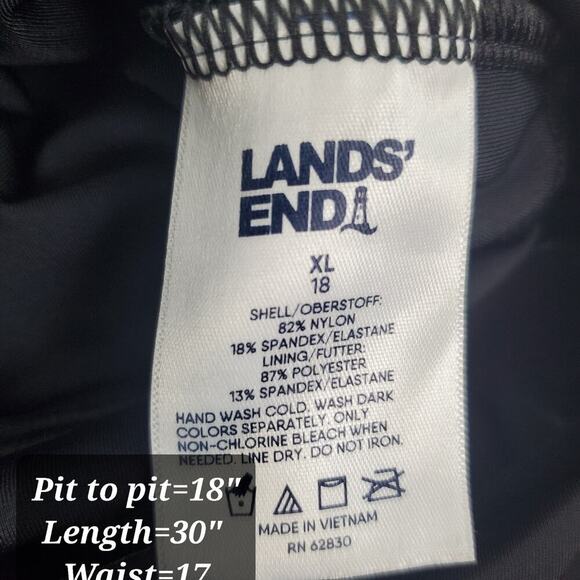 LANDS'
END
XL
18
SHELL/OBERSTOFF:
82% NYLON
18% SPANDEX/ELASTANE
LINING/FUTTER:
87% POLYESTER
13% SPANDEX/ELASTANE
HAND WASH COLD. WASH DARK
COLORS SEPARATELY. ONLY
NON-CHLORINE BLEACH WHEN
NEEDED. LINE DRY. DO NOT IRON.
MADE IN VIETNAM
RN 62830
Pit to pit=18"
Length=30"
Waist=17